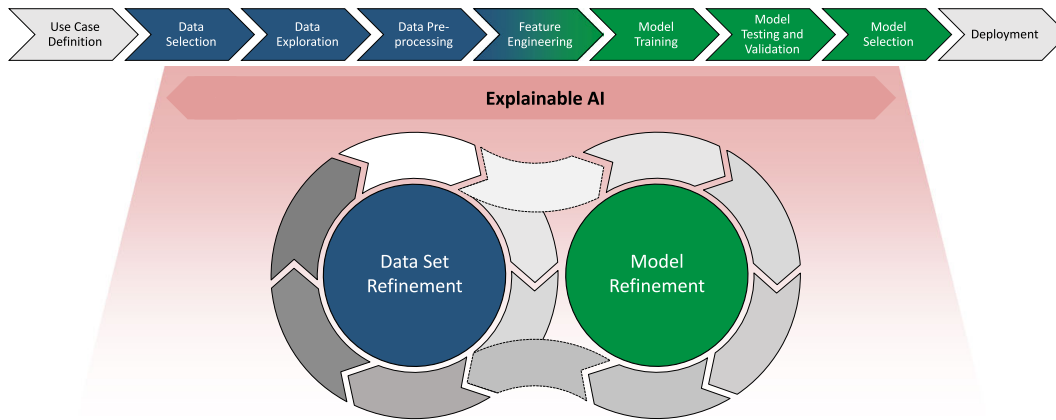 Use Case
Definition
Data
Selection
Data
Exploration
Data Pre-
processing
Feature
Engineering
Model
Training
Model
Testing and
Validation
Model
Selection
Deployment
Explainable AI
Data Set
Refinement
Model
Refinement